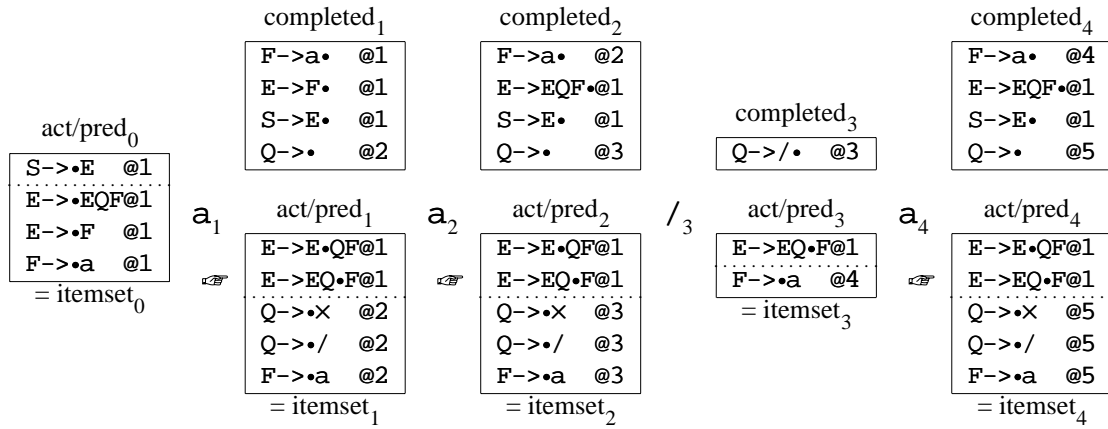 completed₁
F->a• @1
E->F• @1
S->E• @1
Q->• @2
completed₂
F->a• @2
E->EQF•@1
S->E• @1
Q->• @3
completed₃
Q->/• @3
completed₄
F->a• @4
E->EQF•@1
S->E• @1
Q->• @5
act/pred₀
S->•E @1
E->•EQF@1
E->•F @1
F->•a @1
= itemset₀
a₁
act/pred₁
E->E•QF@1
☞ E->EQ•F@1
Q->•× @2
Q->•/ @2
F->•a @2
= itemset₁
a₂
act/pred₂
E->E•QF@1
☞ E->EQ•F@1
Q->•× @3
Q->•/ @3
F->•a @3
= itemset₂
/₃
act/pred₃
E->EQ•F@1
F->•a @4
= itemset₃
a₄
act/pred₄
E->E•QF@1
☞ E->EQ•F@1
Q->•× @5
Q->•/ @5
F->•a @5
= itemset₄